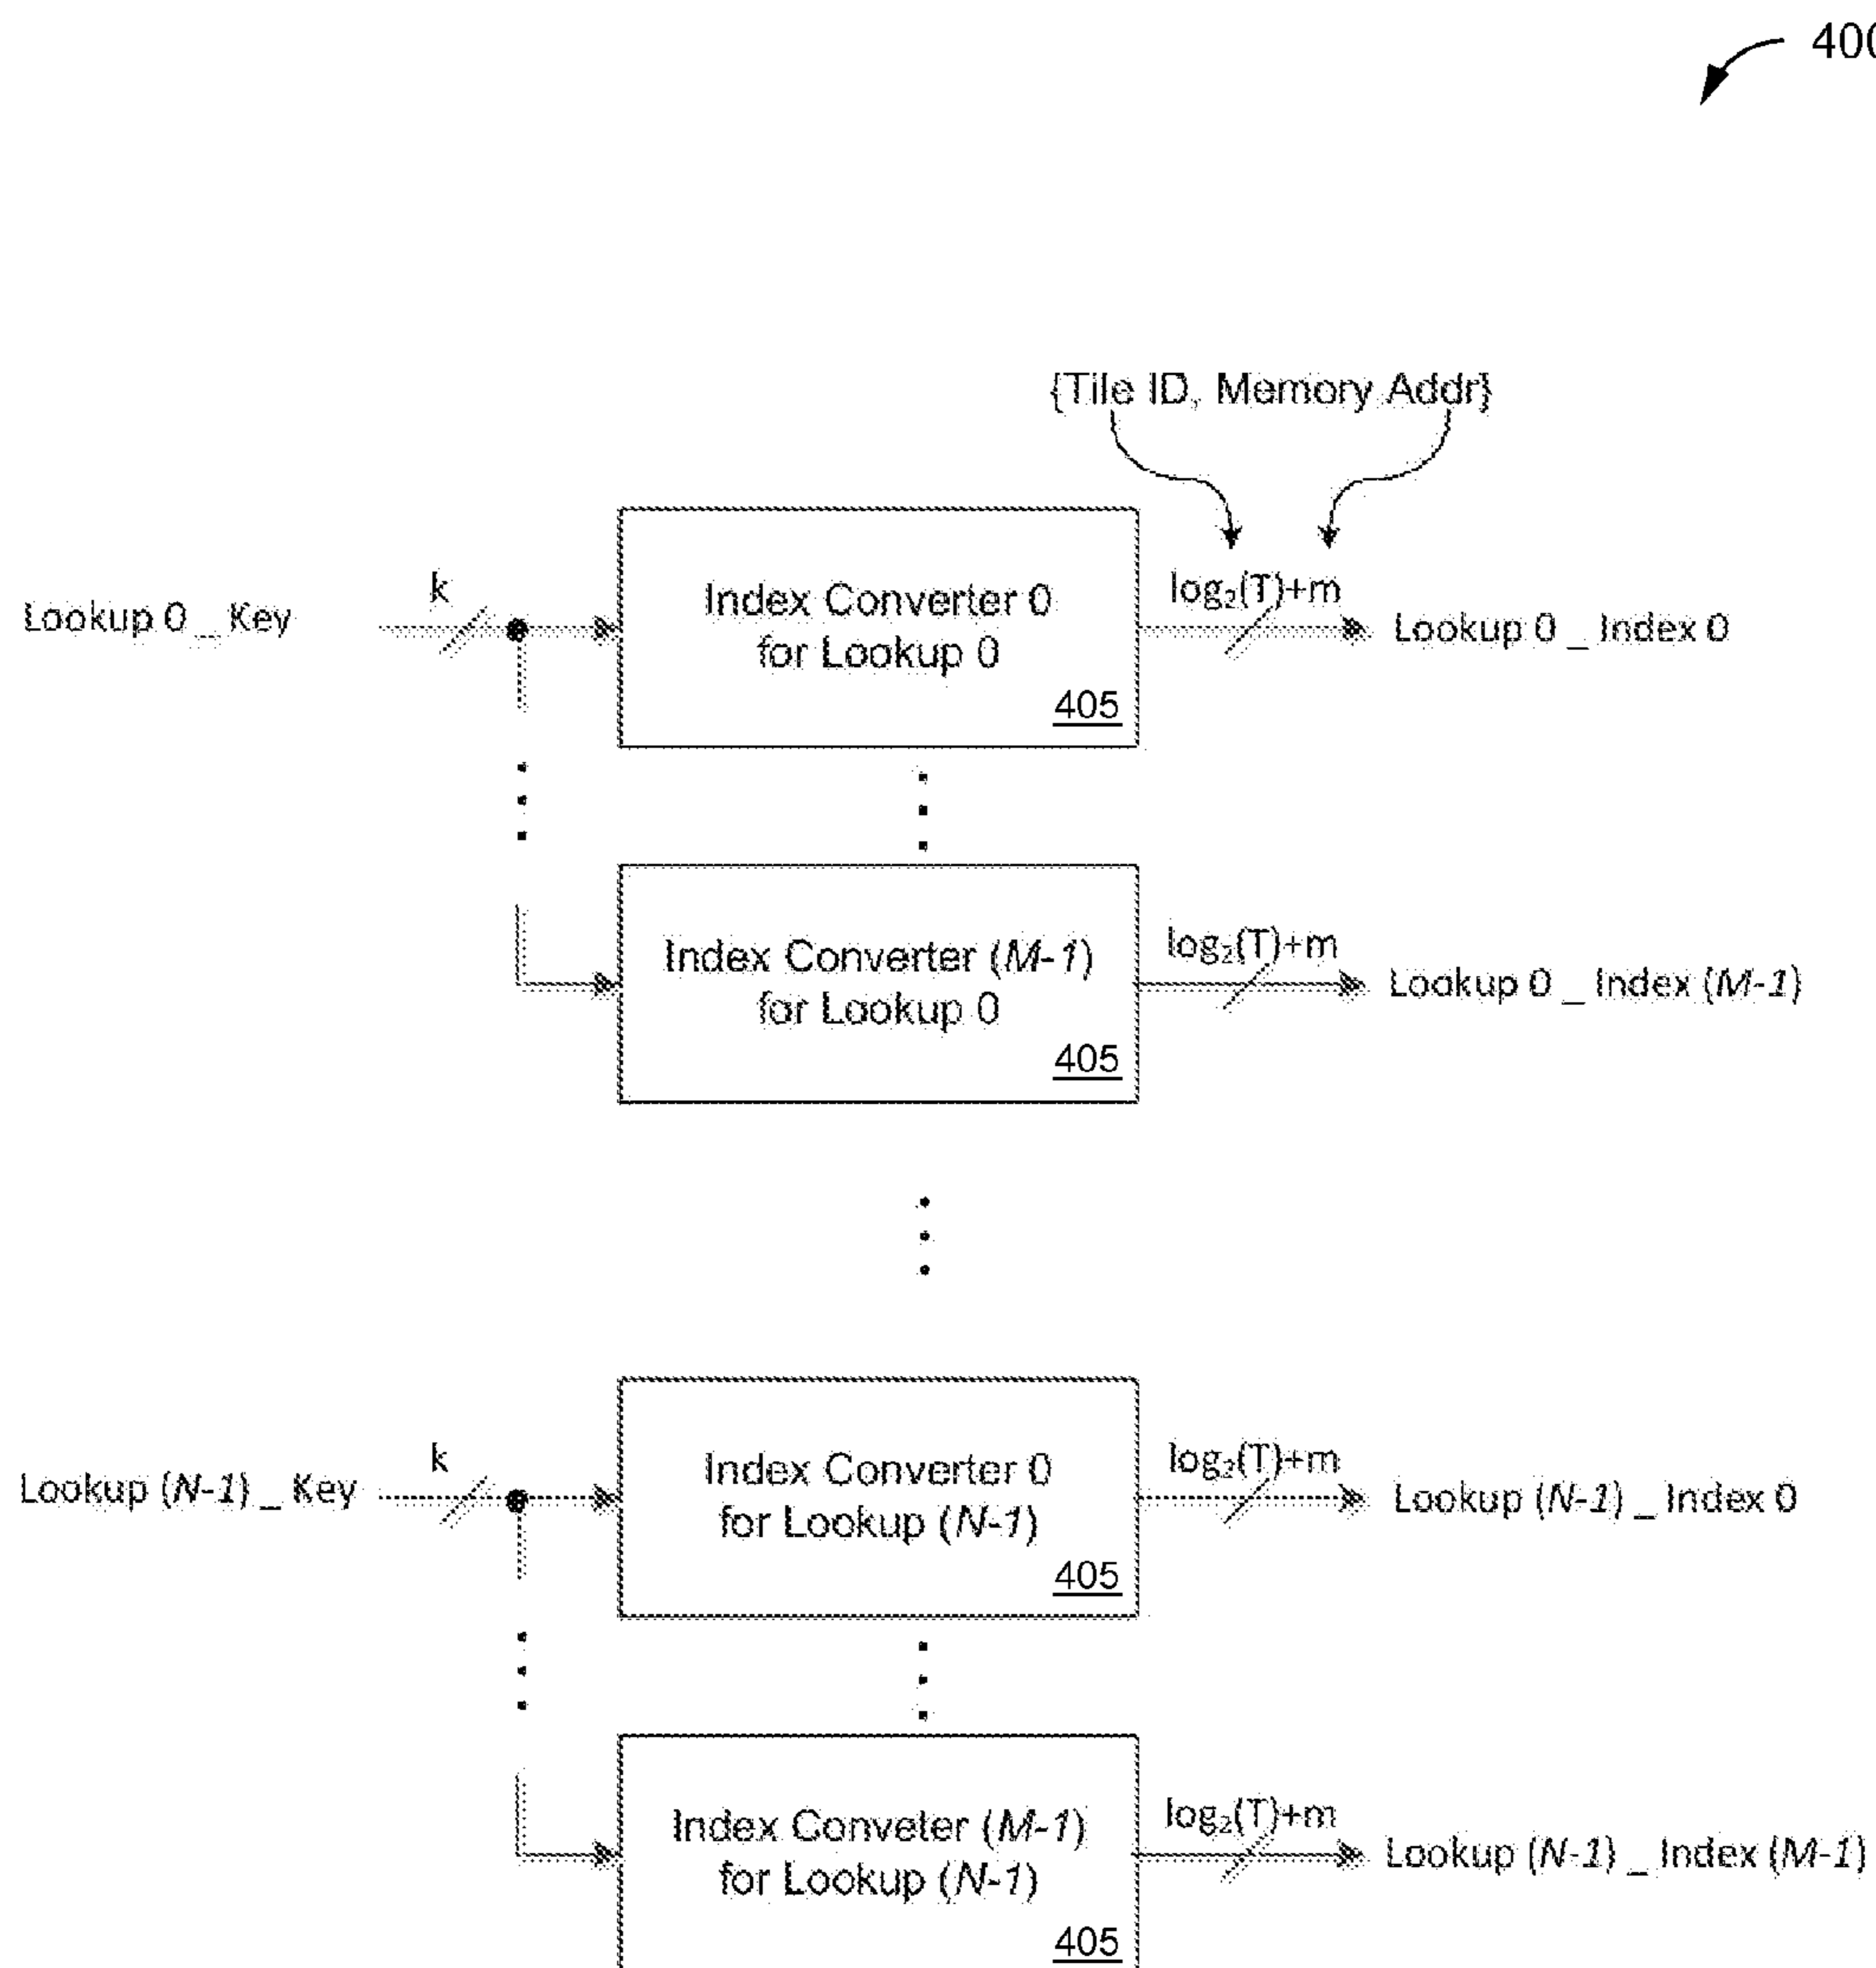 400
{Tile ID, Memory Addr}
k
Index Converter 0
for Lookup 0
405
log₂(T)+m
Lookup 0 _ Key
Lookup 0 _ Index 0
Index Converter (M-1)
for Lookup 0
405
log₂(T)+m
Lookup 0 _ Index (M-1)
k
Index Converter 0
for Lookup (N-1)
405
log₂(T)+m
Lookup (N-1) _ Key
Lookup (N-1) _ Index 0
Index Conveter (M-1)
for Lookup (N-1)
405
log₂(T)+m
Lookup (N-1) _ Index (M-1)